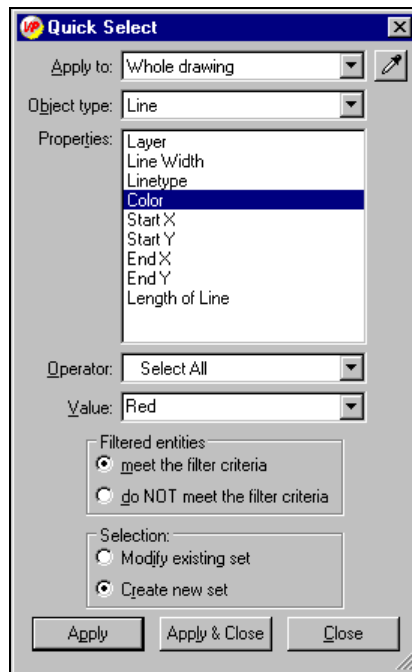 VP Quick Select
Apply to: Whole drawing
Object type: Line
Properties: Layer
Line Width
Linetype
Color
Start X
Start Y
End X
End Y
Length of Line
Operator: Select All
Value: Red
Filtered entities
meet the filter criteria
do NOT meet the filter criteria
Selection:
Modify existing set
Create new set
Apply Apply & Close Close